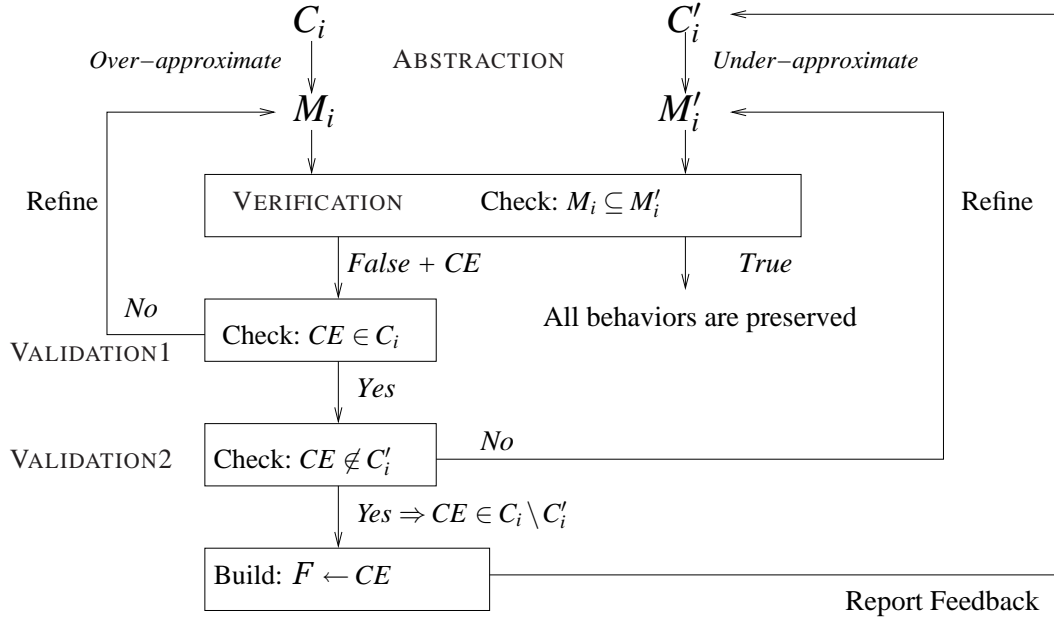 C_i C'_i
Over−approximate ABSTRACTION Under−approximate
M_i M'_i
Refine VERIFICATION Check: M_i ⊆ M'_i Refine
False + CE True
No
Check: CE ∈ C_i All behaviors are preserved
VALIDATION1
Yes
VALIDATION2 Check: CE ∉ C'_i No
Yes ⇒ CE ∈ C_i \ C'_i
Build: F ← CE
Report Feedback